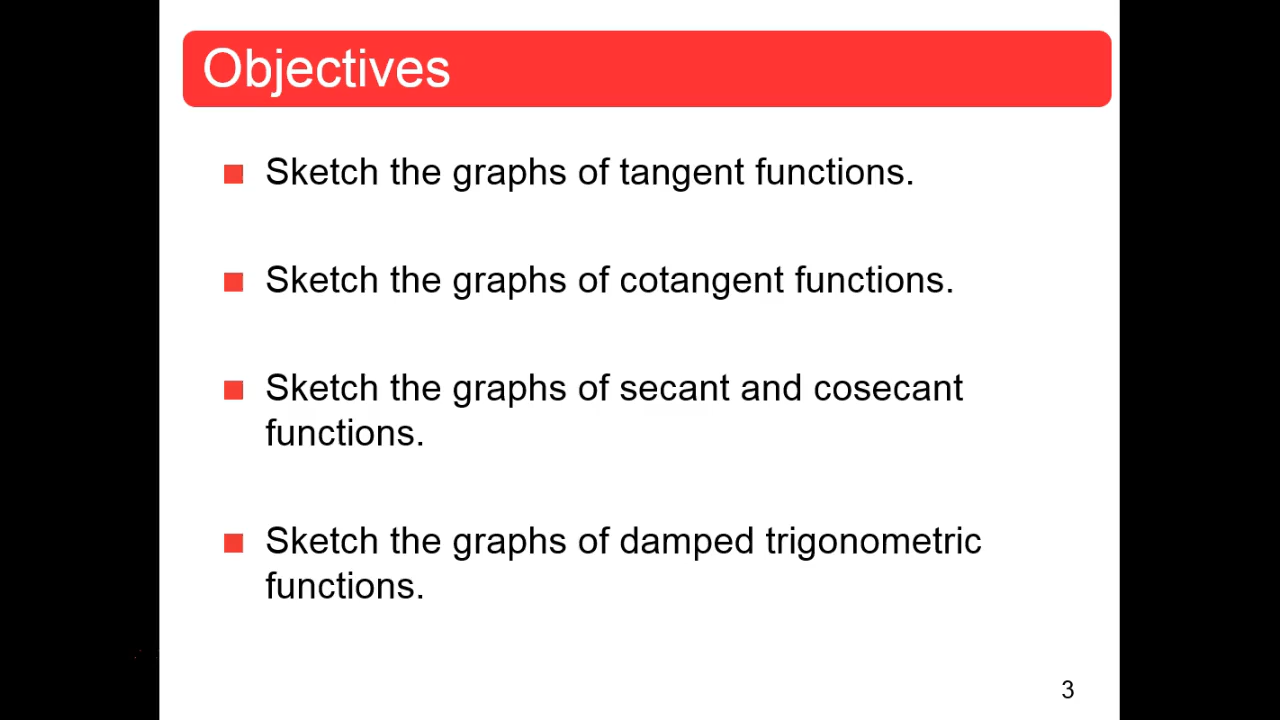 Objectives
Sketch the graphs of tangent functions.
Sketch the graphs of cotangent functions.
Sketch the graphs of secant and cosecant
functions.
Sketch the graphs of damped trigonometric
functions.
3